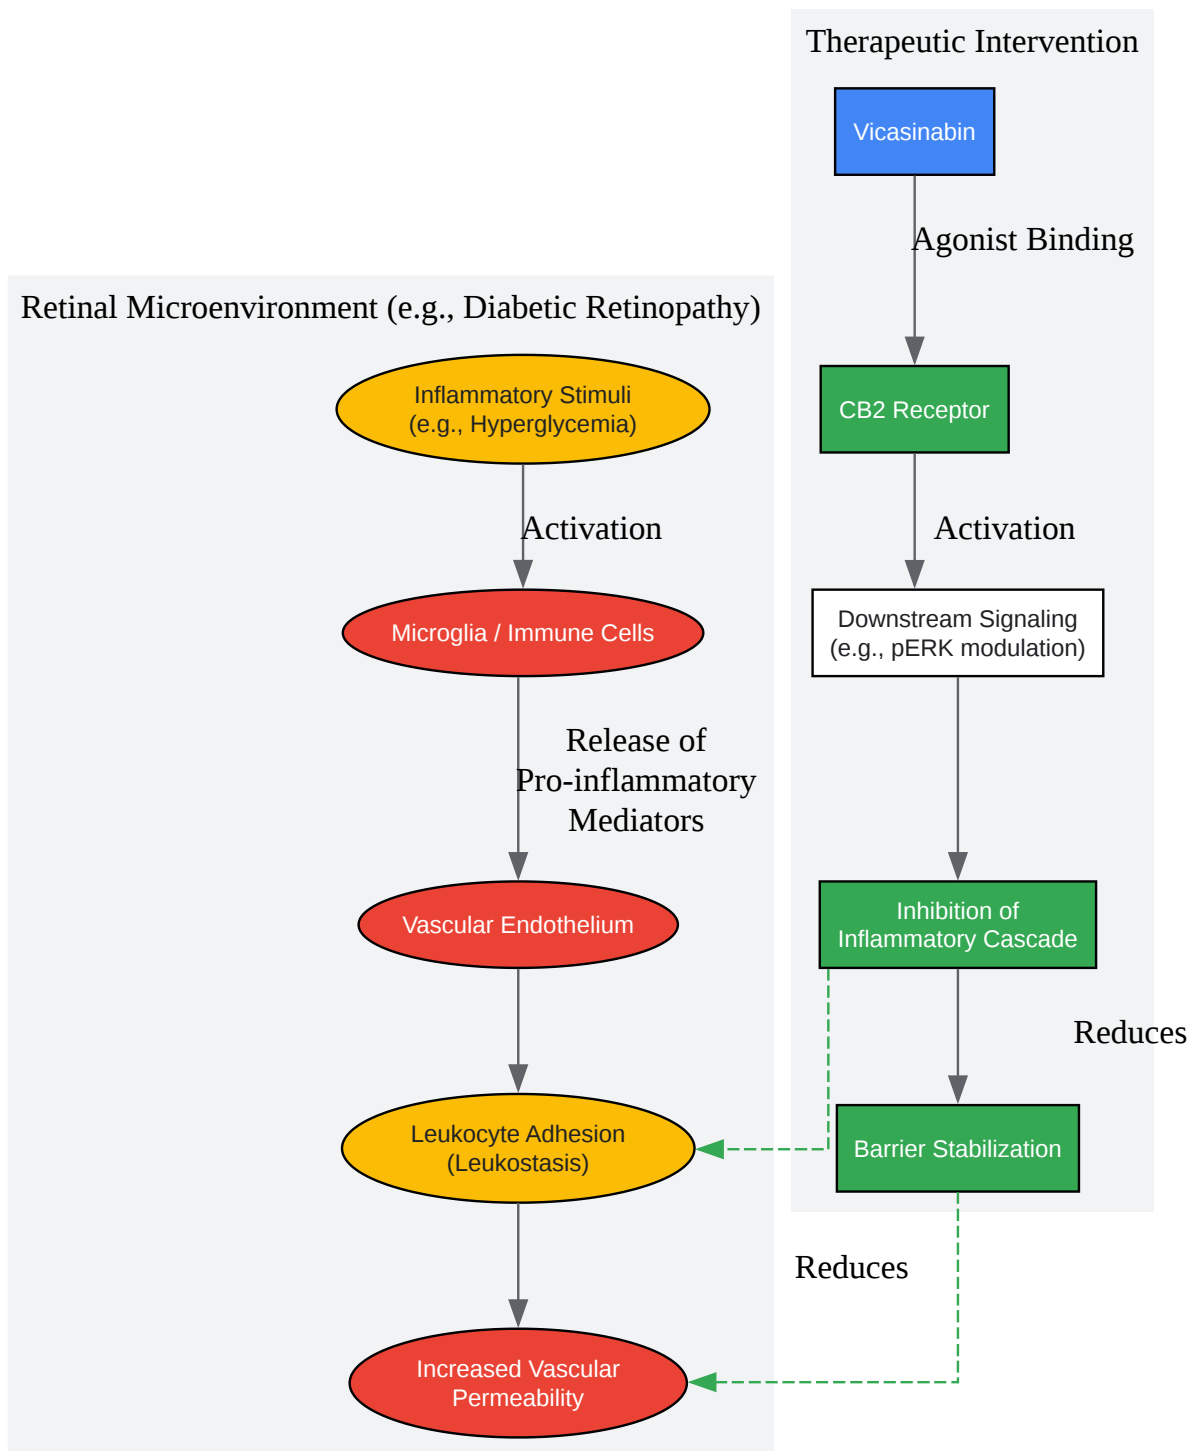 Therapeutic Intervention
Vicasinabin
Agonist Binding
CB2 Receptor
Activation
Downstream Signaling
(e.g., pERK modulation)
Inhibition of
Inflammatory Cascade
Reduces
Barrier Stabilization
Reduces
Retinal Microenvironment (e.g., Diabetic Retinopathy)
Inflammatory Stimuli
(e.g., Hyperglycemia)
Activation
Microglia / Immune Cells
Release of
Pro-inflammatory
Mediators
Vascular Endothelium
Leukocyte Adhesion
(Leukostasis)
Increased Vascular
Permeability